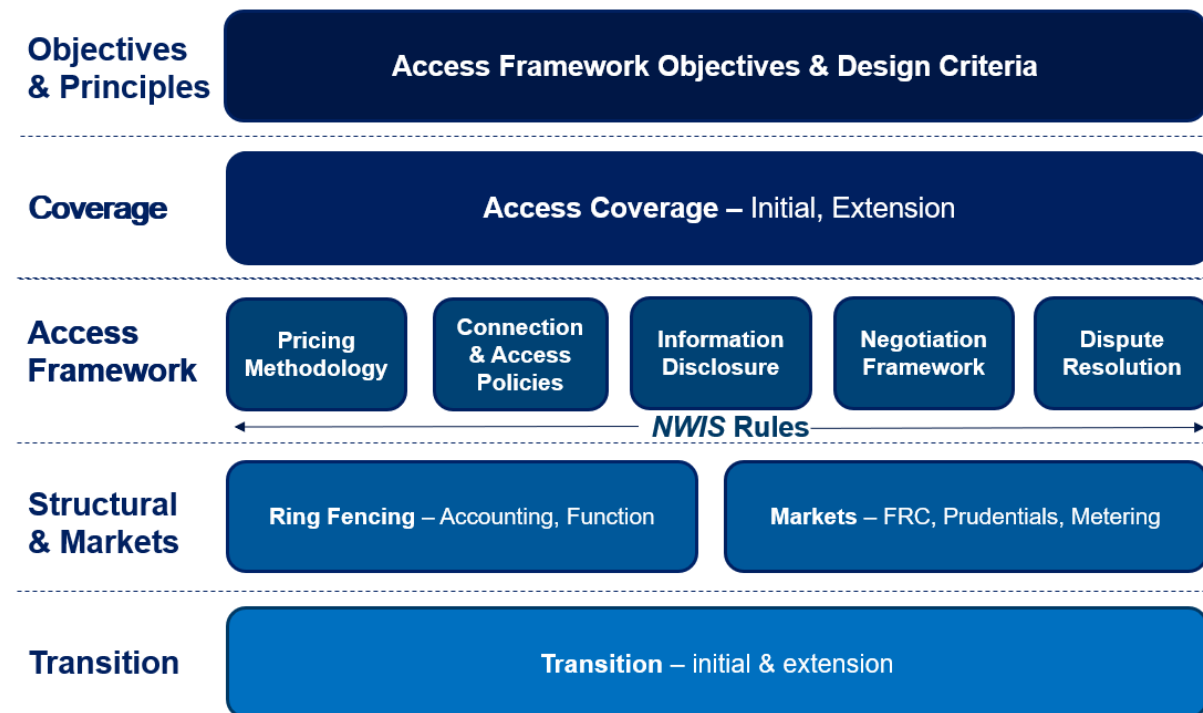 Objectives
& Principles
Access Framework Objectives & Design Criteria
Coverage
Access Coverage – Initial, Extension
Access
Framework
Pricing
Methodology
Connection
& Access
Policies
Information
Disclosure
Negotiation
Framework
Dispute
Resolution
NWIS Rules
Structural
& Markets
Ring Fencing – Accounting, Function
Markets – FRC, Prudentials, Metering
Transition
Transition – initial & extension